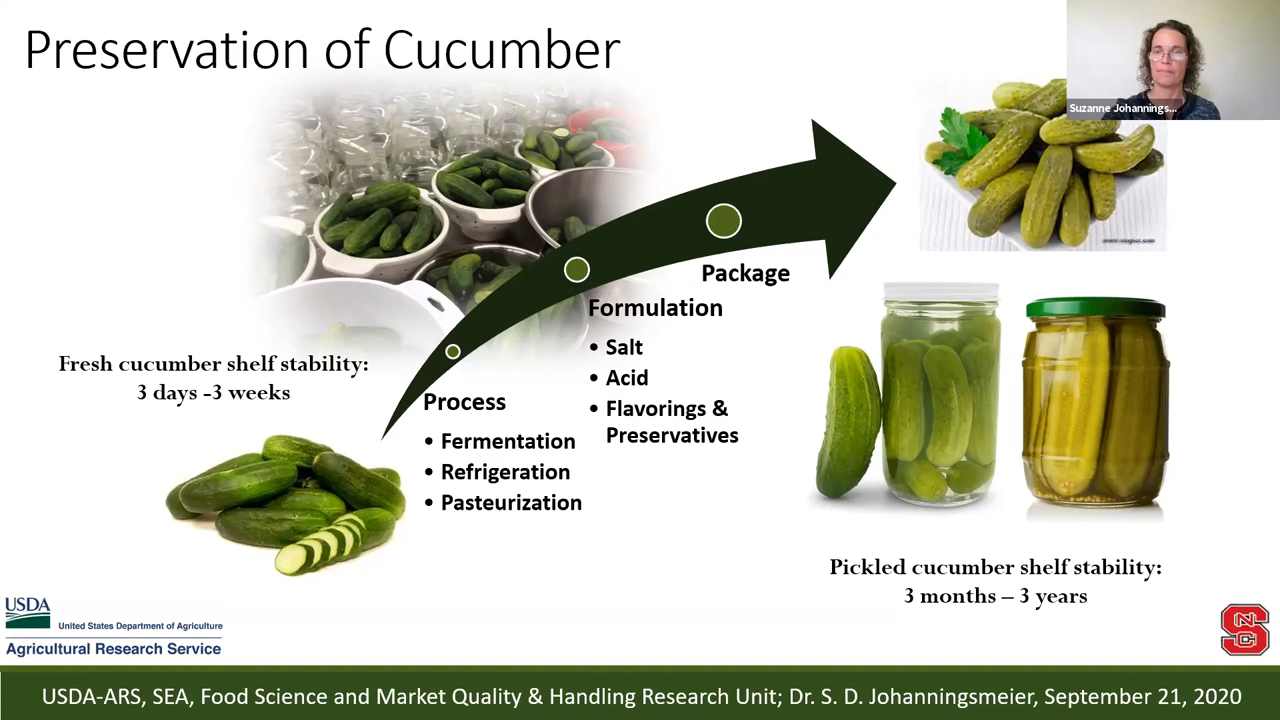 Preservation of Cucumber
Suzanne Johannings...
Package
Formulation
• Salt
• Acid
• Flavorings &
Preservatives
Fresh cucumber shelf stability:
3 days -3 weeks
Process
• Fermentation
• Refrigeration
• Pasteurization
Pickled cucumber shelf stability:
3 months – 3 years
USDA
United States Department of Agriculture
Agricultural Research Service
NCS
USDA-ARS, SEA, Food Science and Market Quality & Handling Research Unit; Dr. S. D. Johanningsmeier, September 21, 2020